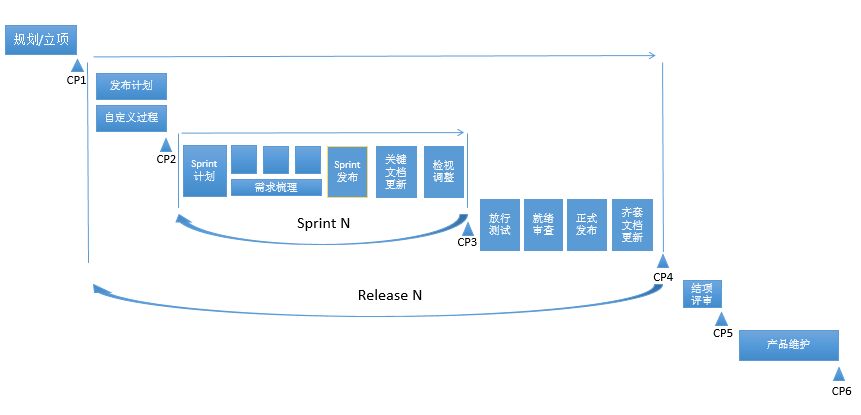 规划/立项
CP1
发布计划
自定义过程
CP2
Sprint
计划
需求梳理
Sprint
发布
关键
文档
更新
检视
调整
Sprint N
CP3
放行
测试
就绪
审查
正式
发布
齐套
文档
更新
CP4
Release N
结项
评审
CP5
产品维护
CP6